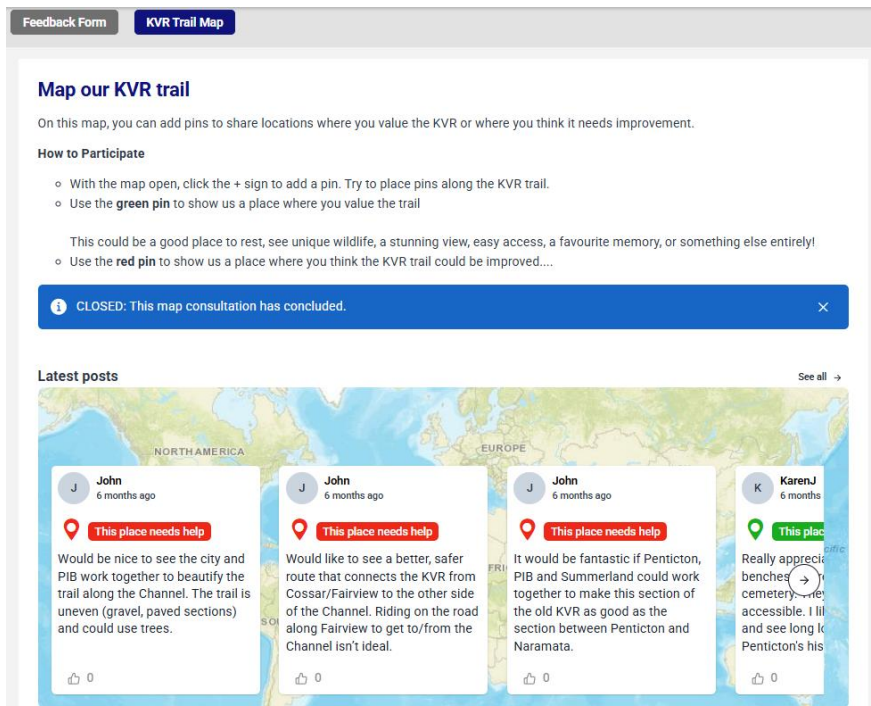 Feedback Form
KVR Trail Map
Map our KVR trail
On this map, you can add pins to share locations where you value the KVR or where you think it needs improvement.
How to Participate
With the map open, click the + sign to add a pin. Try to place pins along the KVR trail.
Use the green pin to show us a place where you value the trail
This could be a good place to rest, see unique wildlife, a stunning view, easy access, a favourite memory, or something else entirely!
Use the red pin to show us a place where you think the KVR trail could be improved....
CLOSED: This map consultation has concluded.
Latest posts
See all →
NORTH AMERICA
EUROPE
J
John
6 months ago
This place needs help
Would be nice to see the city and
PIB work together to beautify the
trail along the Channel. The trail is
uneven (gravel, paved sections)
and could use trees.
0
J
John
6 months ago
This place needs help
Would like to see a better, safer
route that connects the KVR from
Cossar/Fairview to the other side
of the Channel. Riding on the road
along Fairview to get to/from the
Channel isn't ideal.
0
J
John
6 months ago
This place needs help
It would be fantastic if Penticton,
PIB and Summerland could work
together to make this section of
the old KVR as good as the
section between Penticton and
Naramata.
0
K
KarenJ
6 months
This plac
Really apprecia
benches
cemetery.
accessible. I
and see long
Penticton's his
0